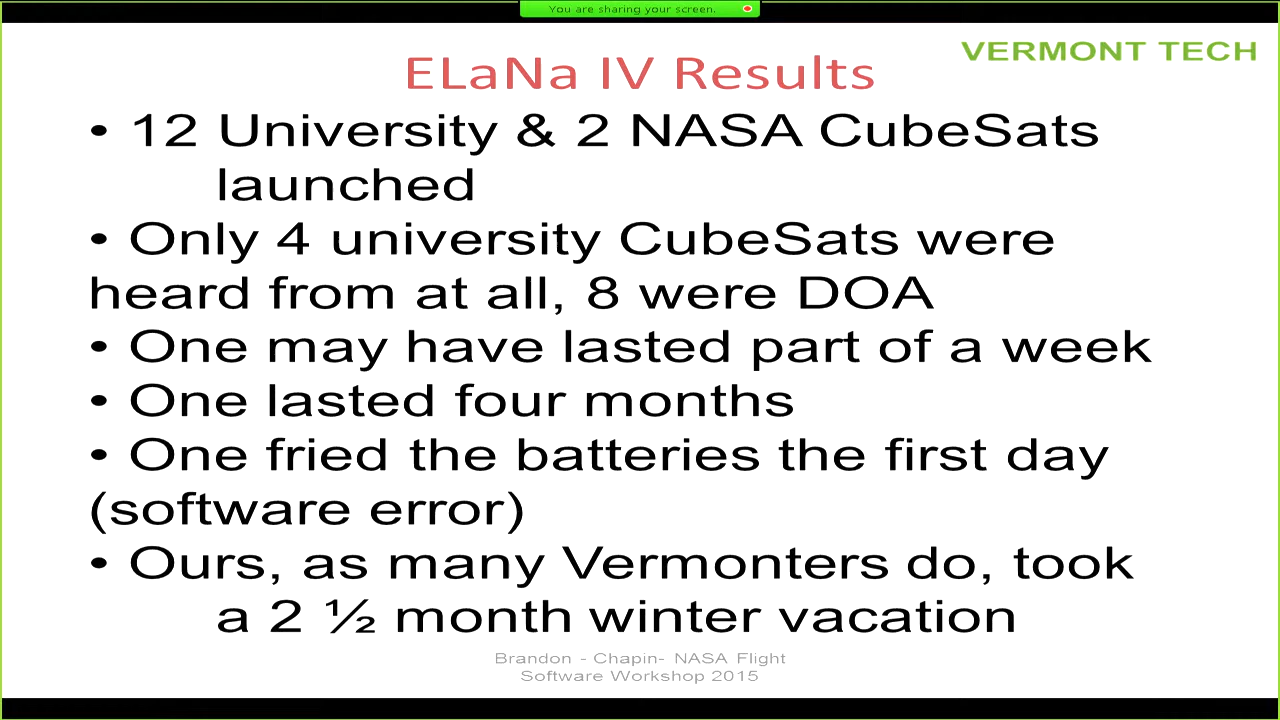 You are sharing your screen.
VERMONT TECH
ELaNa IV Results
• 12 University & 2 NASA CubeSats
launched
• Only 4 university CubeSats were
heard from at all, 8 were DOA
• One may have lasted part of a week
• One lasted four months
• One fried the batteries the first day
(software error)
• Ours, as many Vermonters do, took
a 2 ½ month winter vacation
Brandon - Chapin- NASA Flight
Software Workshop 2015